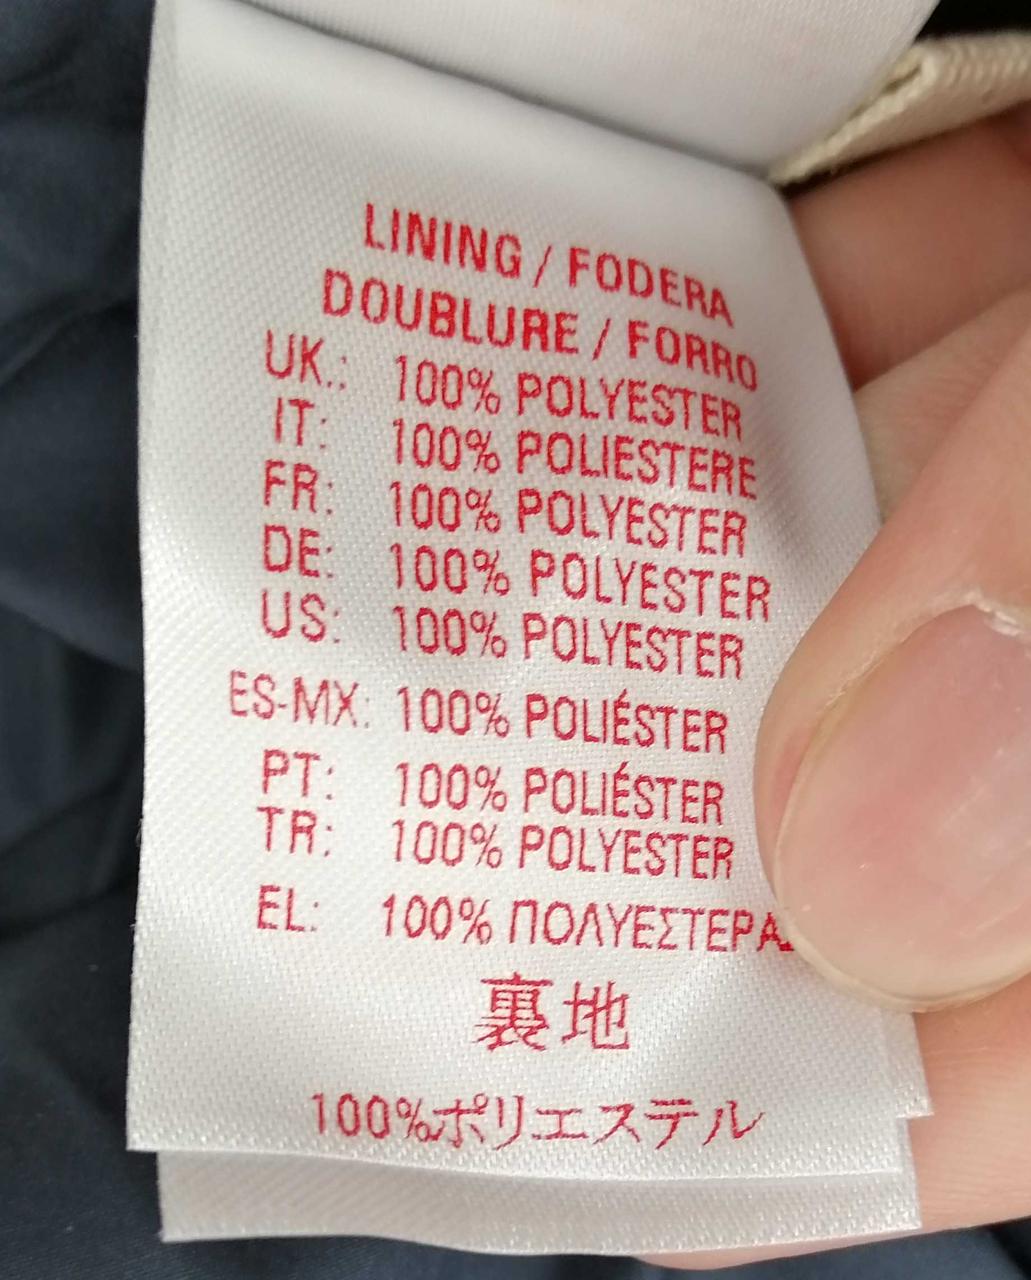 LINING / FODERA
DOUBLURE / FORRO
UK.: 100% POLYESTER
IT: 100% POLIESTERE
FR: 100% POLYESTER
DE: 100% POLYESTER
US: 100% POLYESTER
ES-MX: 100% POLIÉSTER
PT: 100% POLIÉSTER
TR: 100% POLYESTER
EL: 100% ΠΟΛΥΕΣΤΕΡΑΣ
裏地
100%ポリエステル